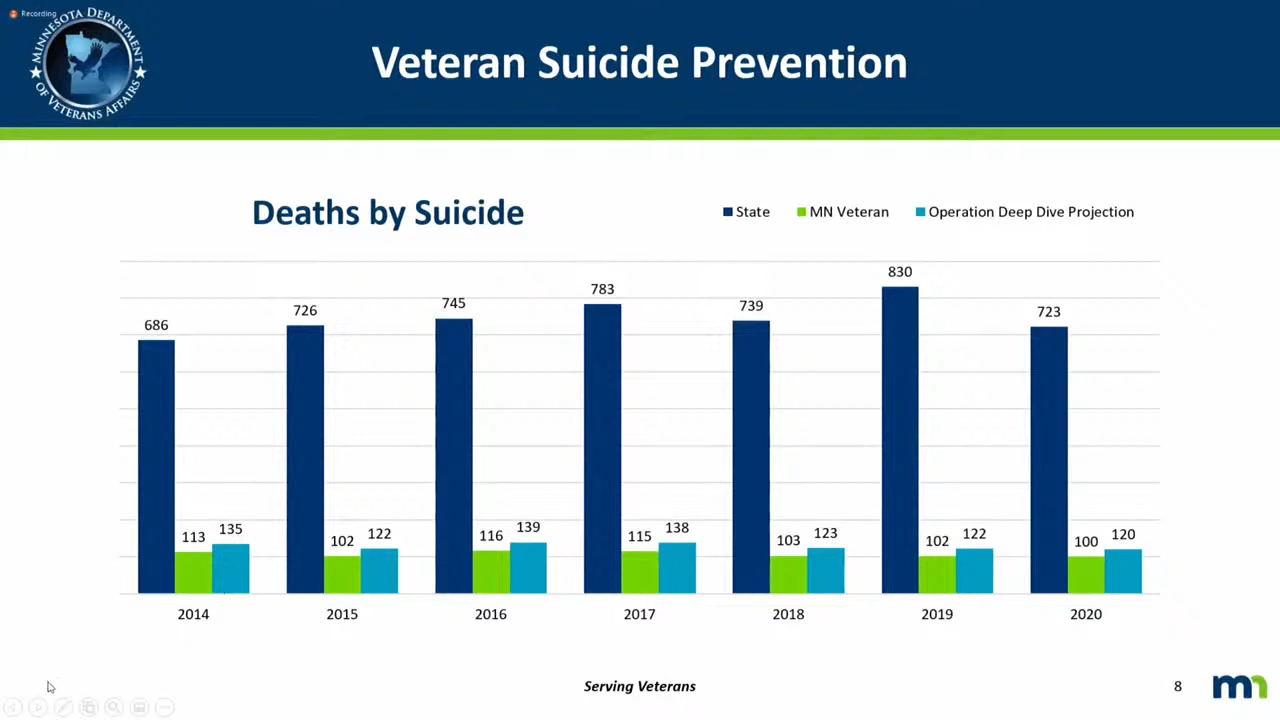 Recording
MINNESOTA DEPARTMENT
OF VETERANS AFFAIRS
Veteran Suicide Prevention
Deaths by Suicide
State MN Veteran Operation Deep Dive Projection
686 113 135
726 102 122
745 116 139
783 115 138
739 103 123
830 102 122
723 100 120
2014 2015 2016 2017 2018 2019 2020
Serving Veterans
8
mn